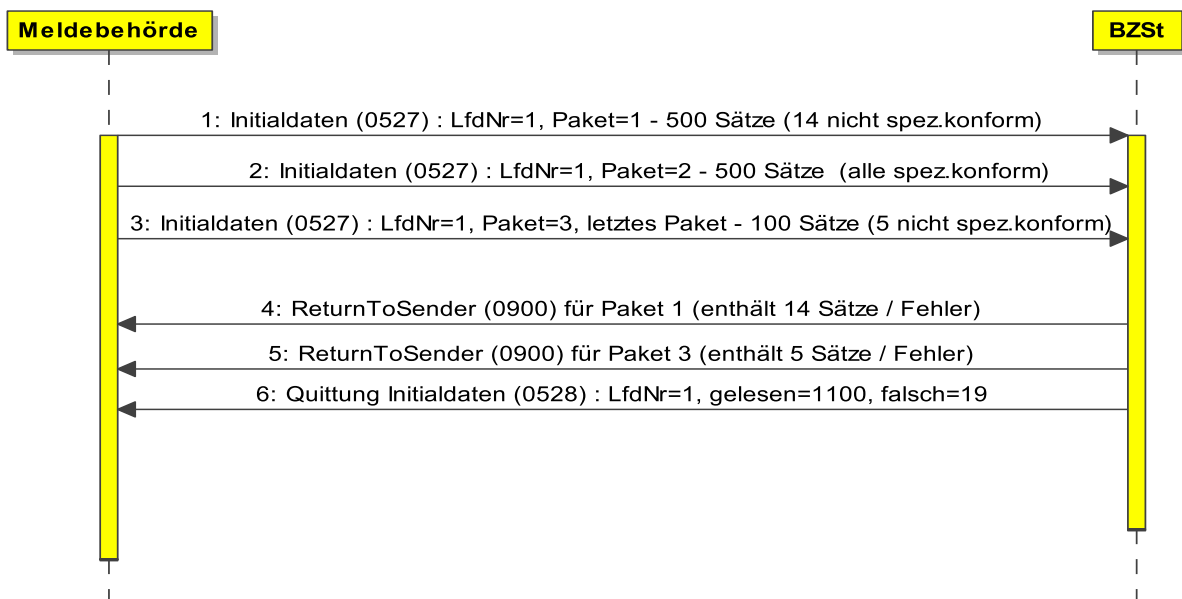 Meldebehörde
BZSt
1: Initialdaten (0527) : LfdNr=1, Paket=1 - 500 Sätze (14 nicht spez.konform)
2: Initialdaten (0527) : LfdNr=1, Paket=2 - 500 Sätze  (alle spez.konform)
3: Initialdaten (0527) : LfdNr=1, Paket=3, letztes Paket - 100 Sätze (5 nicht spez.konform)
4: ReturnToSender (0900) für Paket 1 (enthält 14 Sätze / Fehler)
5: ReturnToSender (0900) für Paket 3 (enthält 5 Sätze / Fehler)
6: Quittung Initialdaten (0528) : LfdNr=1, gelesen=1100, falsch=19